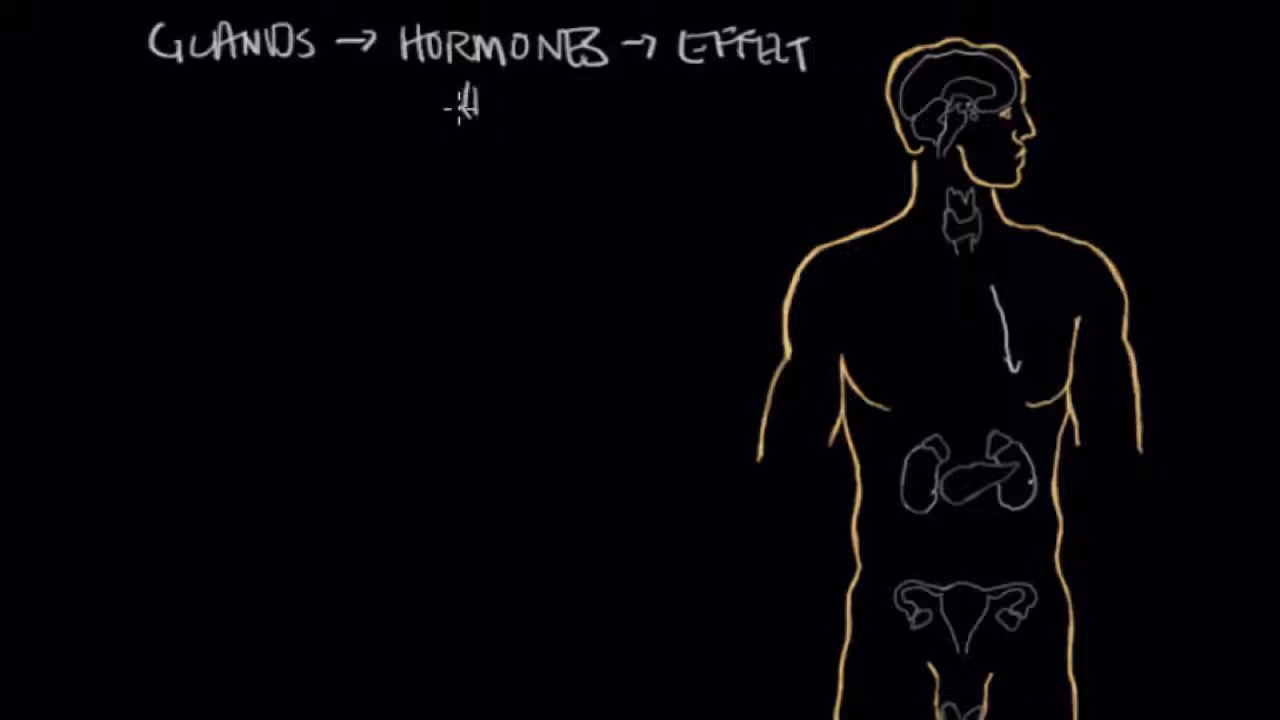 GLANDS → HORMONES → EFFECT